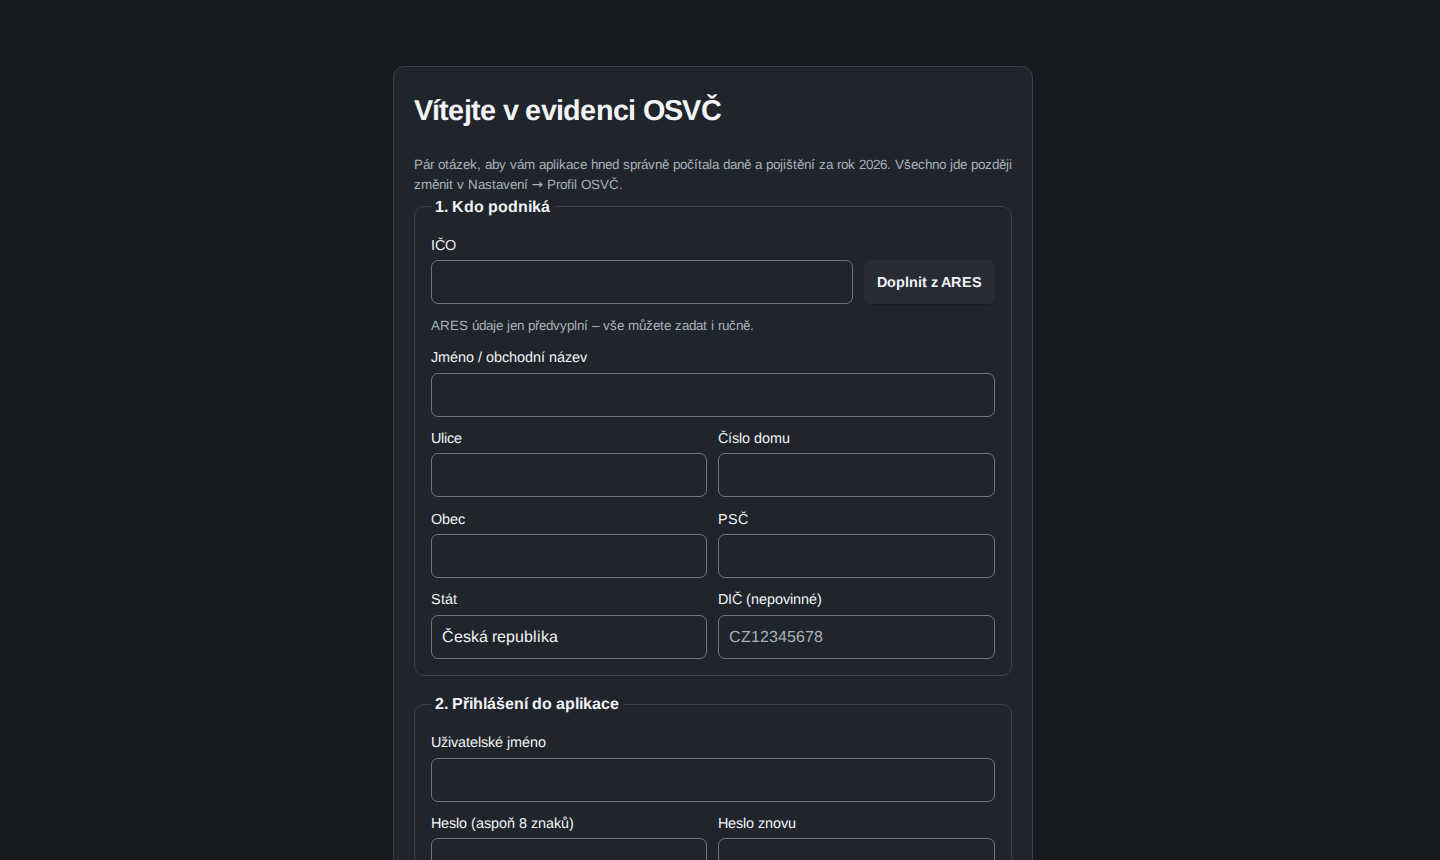 Vítejte v evidenci OSVČ
Pár otázek, aby vám aplikace hned správně počítala daně a pojištění za rok 2026. Všechno jde později
změnit v Nastavení → Profil OSVČ.
1. Kdo podniká
IČO
Doplnit z ARES
ARES údaje jen předvyplní – vše můžete zadat i ručně.
Jméno / obchodní název
Ulice
Číslo domu
Obec
PSČ
Stát
DIČ (nepovinné)
Česká republika
CZ12345678
2. Přihlášení do aplikace
Uživatelské jméno
Heslo (aspoň 8 znaků)
Heslo znovu